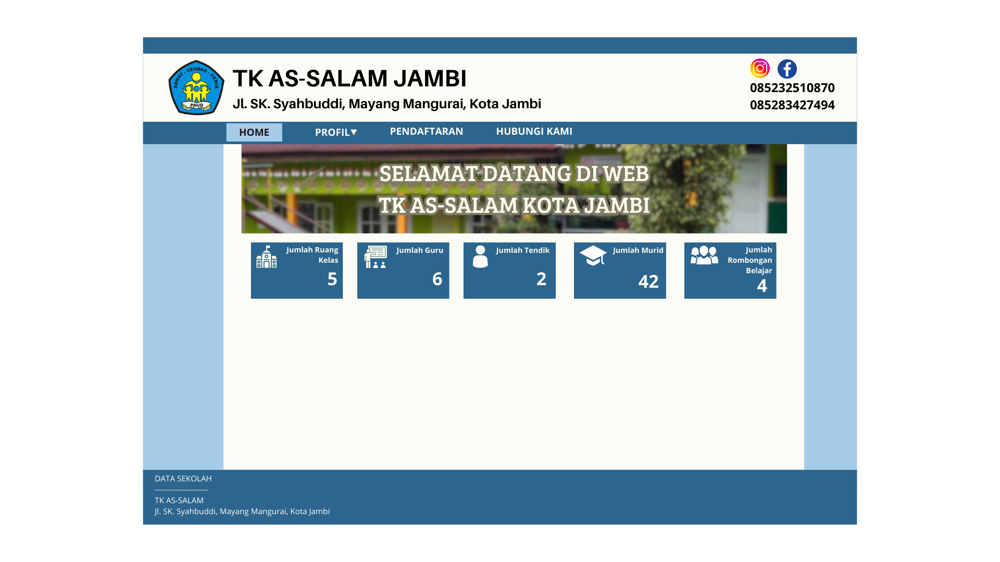 SEHAT - CERDAS - CERIA
PAUD
TK AS-SALAM JAMBI
Jl. SK. Syahbuddi, Mayang Mangurai, Kota Jambi
085232510870
085283427494
HOME
PROFIL▼
PENDAFTARAN
HUBUNGI KAMI
SELAMAT DATANG DI WEB
TK AS-SALAM KOTA JAMBI
Jumlah Ruang
Kelas
5
Jumlah Guru
6
Jumlah Tendik
2
Jumlah Murid
42
Jumlah
Rombongan
Belajar
4
DATA SEKOLAH
---------------------
TK AS-SALAM
Jl. SK. Syahbuddi, Mayang Mangurai, Kota Jambi